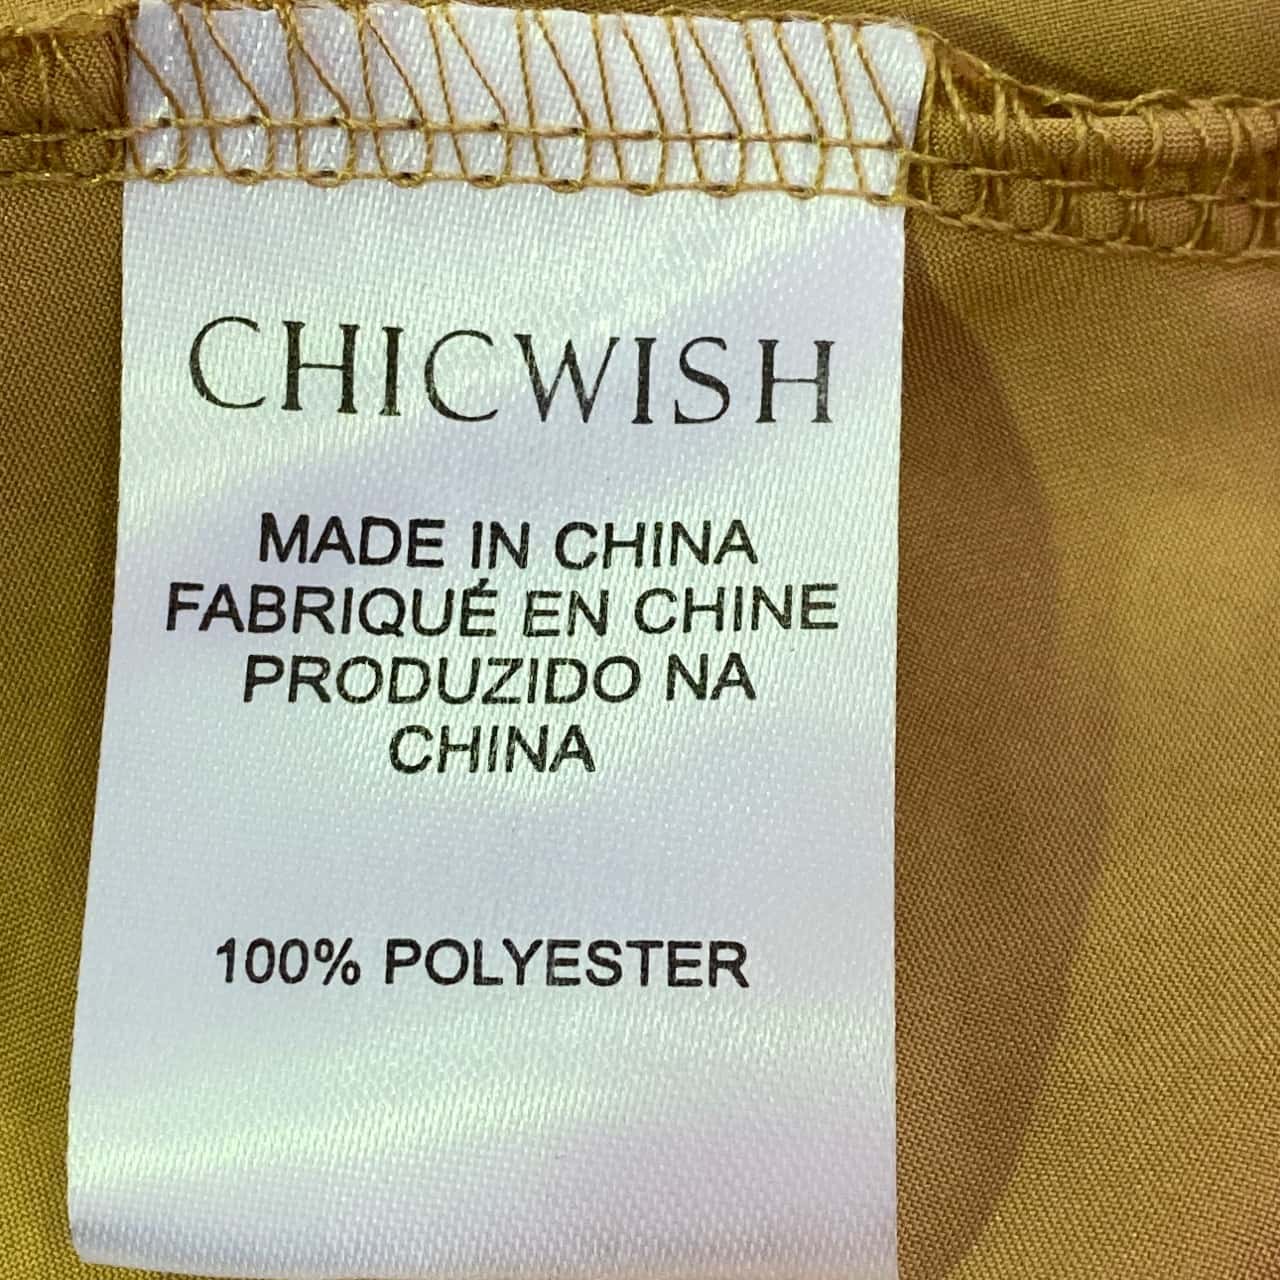 CHICWISH
MADE IN CHINA
FABRIQUÉ EN CHINE
PRODUZIDO NA
CHINA
100% POLYESTER